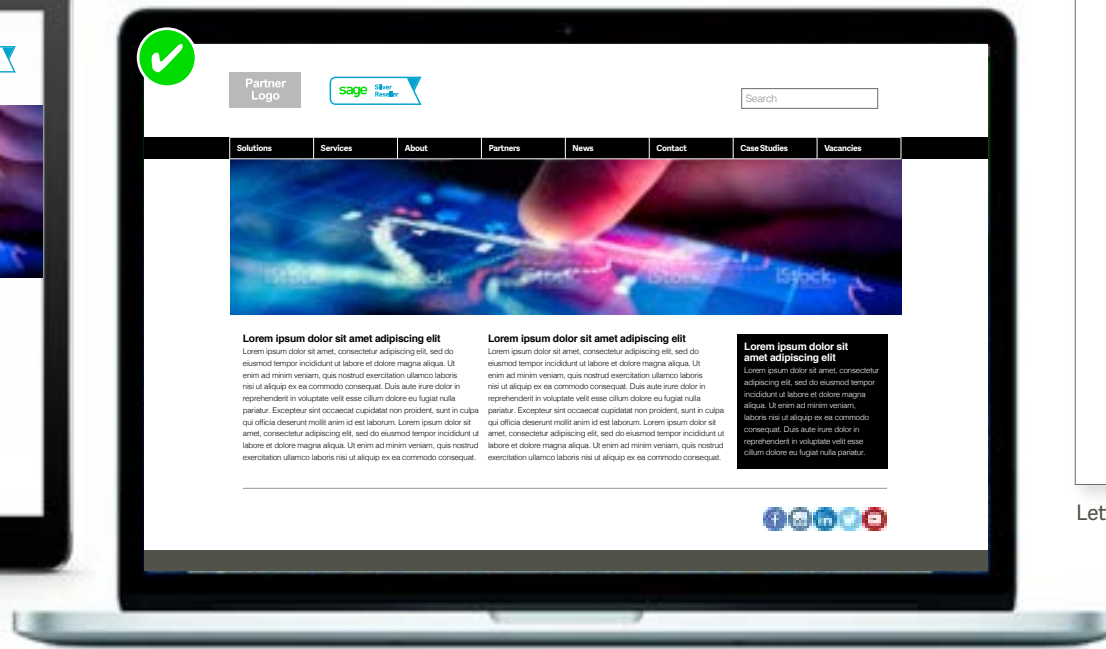 Partner
Logo
sage Silver
Reseller
Search
Solutions Services About Partners News Contact Case Studies Vacancies
iStock.
iStock.
iStock.
iStock.
Lorem ipsum dolor sit amet adipiscing elit
Lorem ipsum dolor sit amet, consectetur adipiscing elit, sed do
eiusmod tempor incididunt ut labore et dolore magna aliqua. Ut
enim ad minim veniam, quis nostrud exercitation ullamco laboris
nisi ut aliquip ex ea commodo consequat. Duis aute irure dolor in
reprehenderit in voluptate velit esse cillum dolore eu fugiat nulla
pariatur. Excepteur sint occaecat cupidatat non proident, sunt in culpa
qui officia deserunt mollit anim id est laborum. Lorem ipsum dolor sit
amet, consectetur adipiscing elit, sed do eiusmod tempor incididunt ut
labore et dolore magna aliqua. Ut enim ad minim veniam, quis nostrud
exercitation ullamco laboris nisi ut aliquip ex ea commodo consequat.
Lorem ipsum dolor sit amet adipiscing elit
Lorem ipsum dolor sit amet, consectetur adipiscing elit, sed do
eiusmod tempor incididunt ut labore et dolore magna aliqua. Ut
enim ad minim veniam, quis nostrud exercitation ullamco laboris
nisi ut aliquip ex ea commodo consequat. Duis aute irure dolor in
reprehenderit in voluptate velit esse cillum dolore eu fugiat nulla
pariatur. Excepteur sint occaecat cupidatat non proident, sunt in culpa
qui officia deserunt mollit anim id est laborum. Lorem ipsum dolor sit
amet, consectetur adipiscing elit, sed do eiusmod tempor incididunt ut
labore et dolore magna aliqua. Ut enim ad minim veniam, quis nostrud
exercitation ullamco laboris nisi ut aliquip ex ea commodo consequat.
Lorem ipsum dolor sit
amet adipiscing elit
Lorem ipsum dolor sit amet, consectetur
adipiscing elit, sed do eiusmod tempor
incididunt ut labore et dolore magna
aliqua. Ut enim ad minim veniam,
laboris nisi ut aliquip ex ea commodo
consequat. Duis aute irure dolor in
reprehenderit in voluptate velit esse
cillum dolore eu fugiat nulla pariatur.
Let